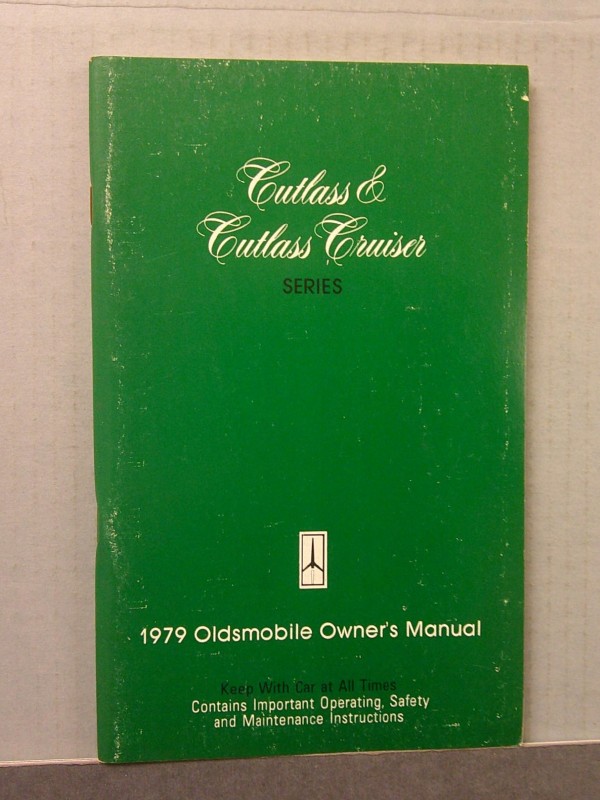 Cutlass &
Cutlass Cruiser
SERIES
1979 Oldsmobile Owner's Manual
Keep With Car at All Times
Contains Important Operating, Safety
and Maintenance Instructions